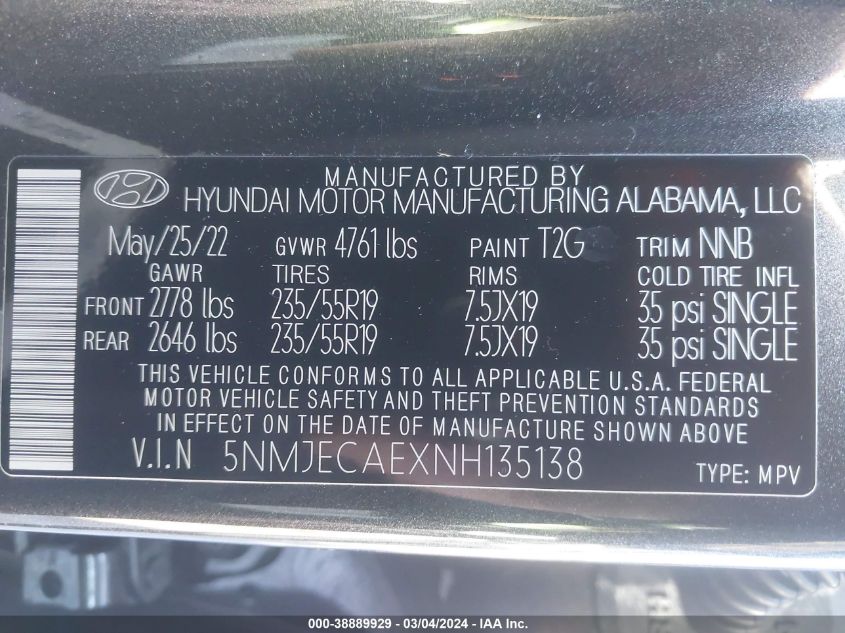 MANUFACTURED BY
HYUNDAI MOTOR MANUFACTURING ALABAMA, LLC
May/25/22 GVWR 4761 lbs PAINT T2G TRIM NNB
GAWR TIRES RIMS COLD TIRE INFL
FRONT 2778 lbs 235/55R19 7.5JX19 35 psi SINGLE
REAR 2646 lbs 235/55R19 7.5JX19 35 psi SINGLE
THIS VEHICLE CONFORMS TO ALL APPLICABLE U.S.A. FEDERAL
MOTOR VEHICLE SAFETY AND THEFT PREVENTION STANDARDS
IN EFFECT ON THE DATE OF MANUFACTURE SHOWN ABOVE
V.I.N 5NMJECAEXNH135138 TYPE: MPV
000-38889929 - 03/04/2024 - IAA Inc.